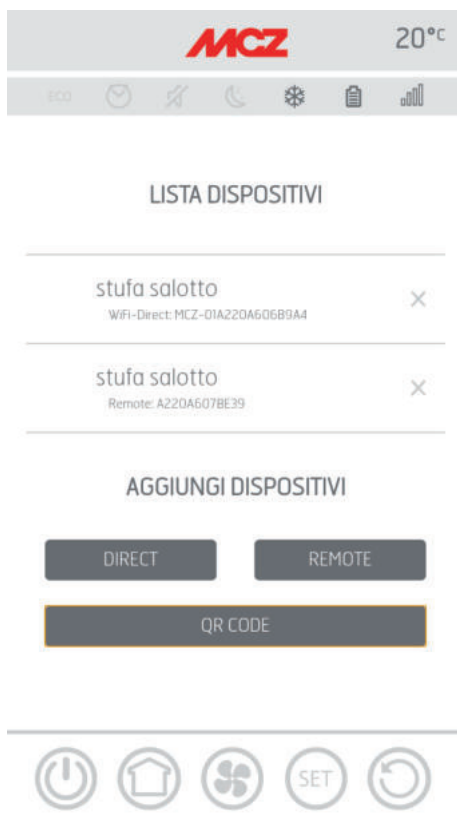 MCZ
20°C
ECO
LISTA DISPOSITIVI
stufa salotto
WiFi-Direct: MCZ-01A220A606B9A4
stufa salotto
Remote: A220A607BE39
AGGIUNGI DISPOSITIVI
DIRECT REMOTE
QR CODE
SET